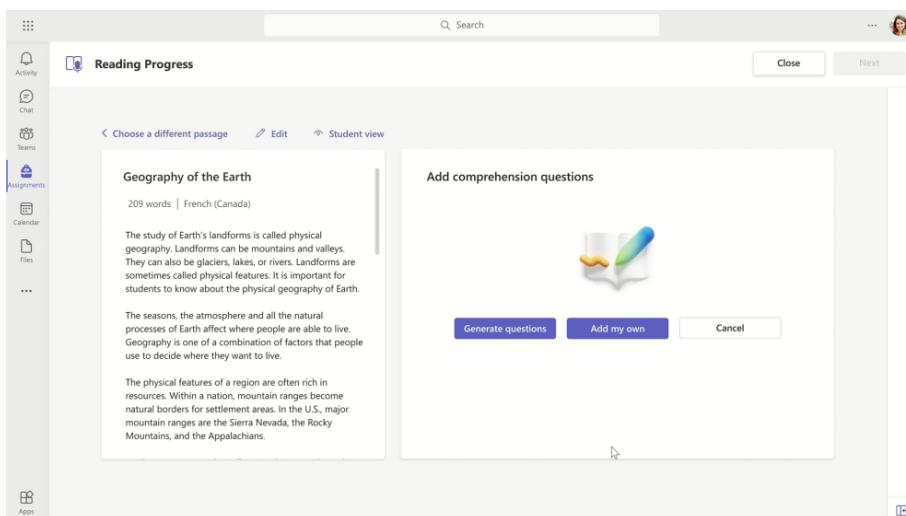 Search
...
Activity
Chat
Teams
Assignments
Calendar
Files
...
Apps
Reading Progress
Close
Next
Choose a different passage
Edit
Student view
Geography of the Earth
209 words | French (Canada)
The study of Earth's landforms is called physical
geography. Landforms can be mountains and valleys.
They can also be glaciers, lakes, or rivers. Landforms are
sometimes called physical features. It is important for
students to know about the physical geography of Earth.
The seasons, the atmosphere and all the natural
processes of Earth affect where people are able to live.
Geography is one of a combination of factors that people
use to decide where they want to live.
The physical features of a region are often rich in
resources. Within a nation, mountain ranges become
natural borders for settlement areas. In the U.S., major
mountain ranges are the Sierra Nevada, the Rocky
Mountains, and the Appalachians.
Add comprehension questions
Generate questions
Add my own
Cancel